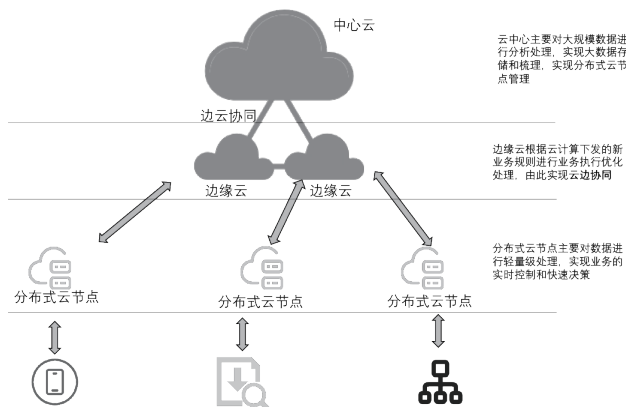 中心云
云中心主要对大规模数据进
行分析处理，实现大数据存
储和梳理，实现分布式云节
点管理
边云协同
边缘云根据云计算下发的新
业务规则进行业务执行优化
处理，由此实现云边协同
边缘云
边缘云
分布式云节点主要对数据进
行轻量级处理，实现业务的
实时控制和快速决策
分布式云节点
分布式云节点
分布式云节点